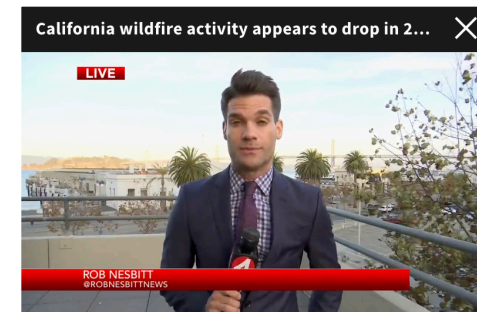 California wildfire activity appears to drop in 2...
LIVE
ROB NESBITT
@ROBNESBITTNEWS
4